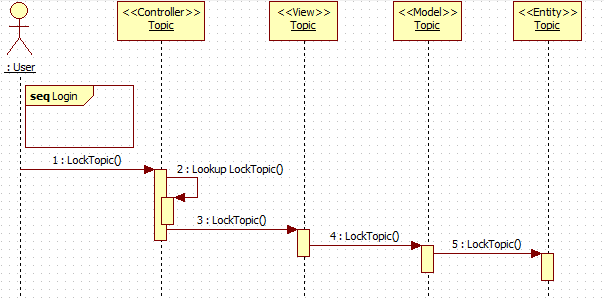 <<Controller>>
Topic
<<View>>
Topic
<<Model>>
Topic
<<Entity>>
Topic
: User
seq Login
1 : LockTopic()
2 : Lookup LockTopic()
3 : LockTopic()
4 : LockTopic()
5 : LockTopic()